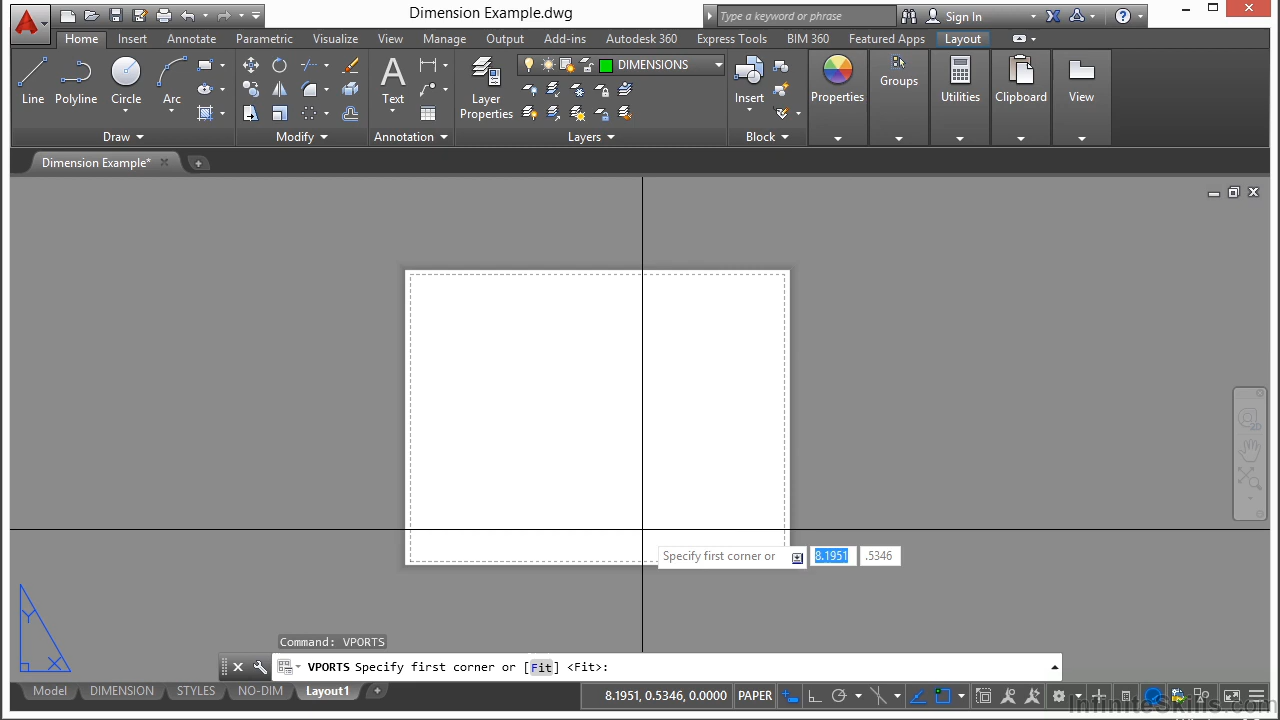 Dimension Example.dwg
Type a keyword or phrase
Sign In
Home Insert Annotate Parametric Visualize View Manage Output Add-ins Autodesk 360 Express Tools BIM 360 Featured Apps Layout
Line Polyline Circle Arc
Text
Layer Properties
DIMENSIONS
Insert
Properties
Groups
Utilities
Clipboard
View
Draw Modify Annotation Layers Block
Dimension Example*
Specify first corner or 8.1951 .5346
Y
X
Command: VPORTS
VPORTS Specify first corner or [Fit] <Fit>:
Model DIMENSION STYLES NO-DIM Layout1
8.1951, 0.5346, 0.0000 PAPER
InfiniteSkills.com